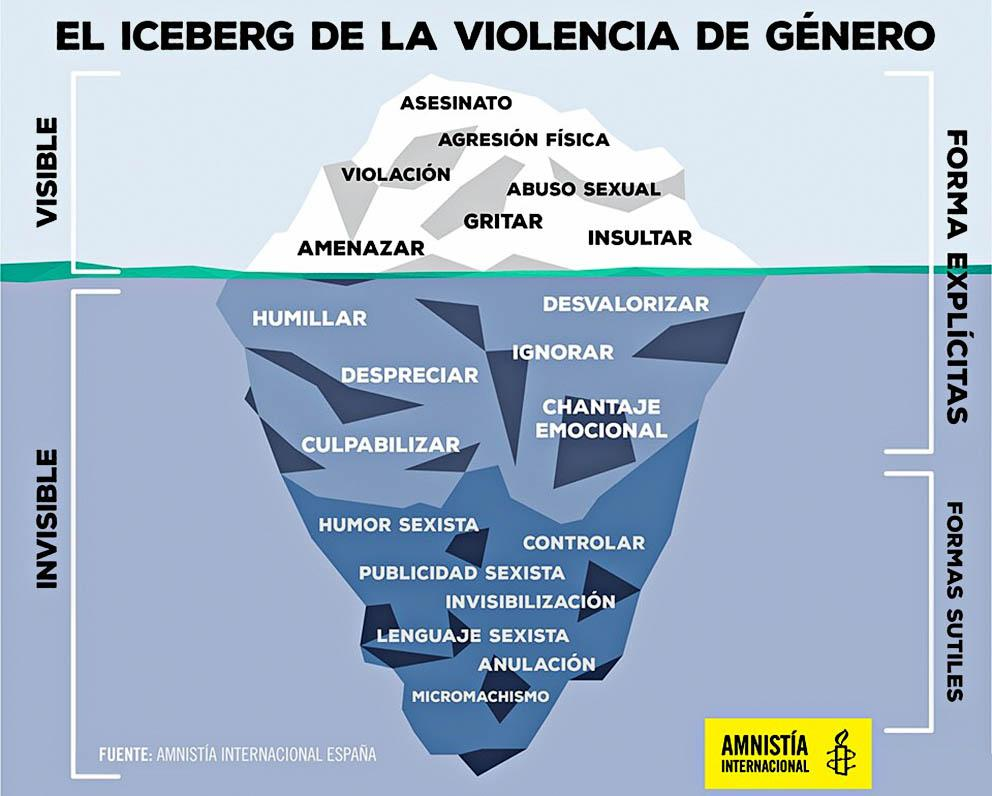 EL ICEBERG DE LA VIOLENCIA DE GÉNERO
VISIBLE
ASESINATO
AGRESIÓN FÍSICA
VIOLACIÓN
ABUSO SEXUAL
GRITAR
INSULTAR
AMENAZAR
FORMA EXPLÍCITAS
INVISIBLE
DESVALORIZAR
HUMILLAR
IGNORAR
DESPRECIAR
CHANTAJE
EMOCIONAL
CULPABILIZAR
FORMAS SUTILES
HUMOR SEXISTA
CONTROLAR
PUBLICIDAD SEXISTA
INVISIBILIZACIÓN
LENGUAJE SEXISTA
ANULACIÓN
MICROMACHISMO
FUENTE: AMNISTÍA INTERNACIONAL ESPAÑA
AMNISTÍA
INTERNACIONAL